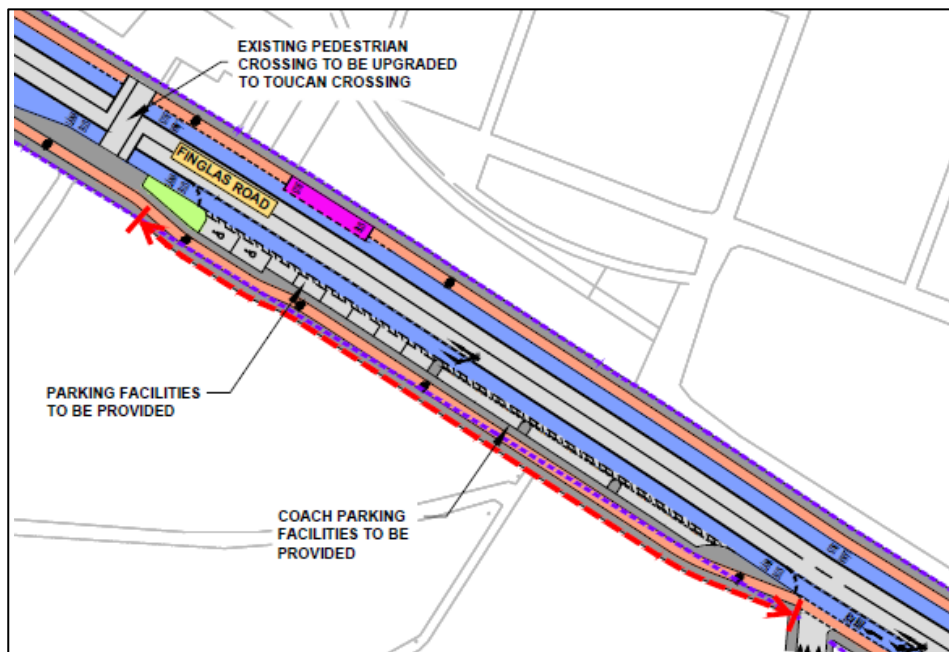 EXISTING PEDESTRIAN
CROSSING TO BE UPGRADED
TO TOUCAN CROSSING
FINGLAS ROAD
PARKING FACILITIES
TO BE PROVIDED
COACH PARKING
FACILITIES TO BE
PROVIDED